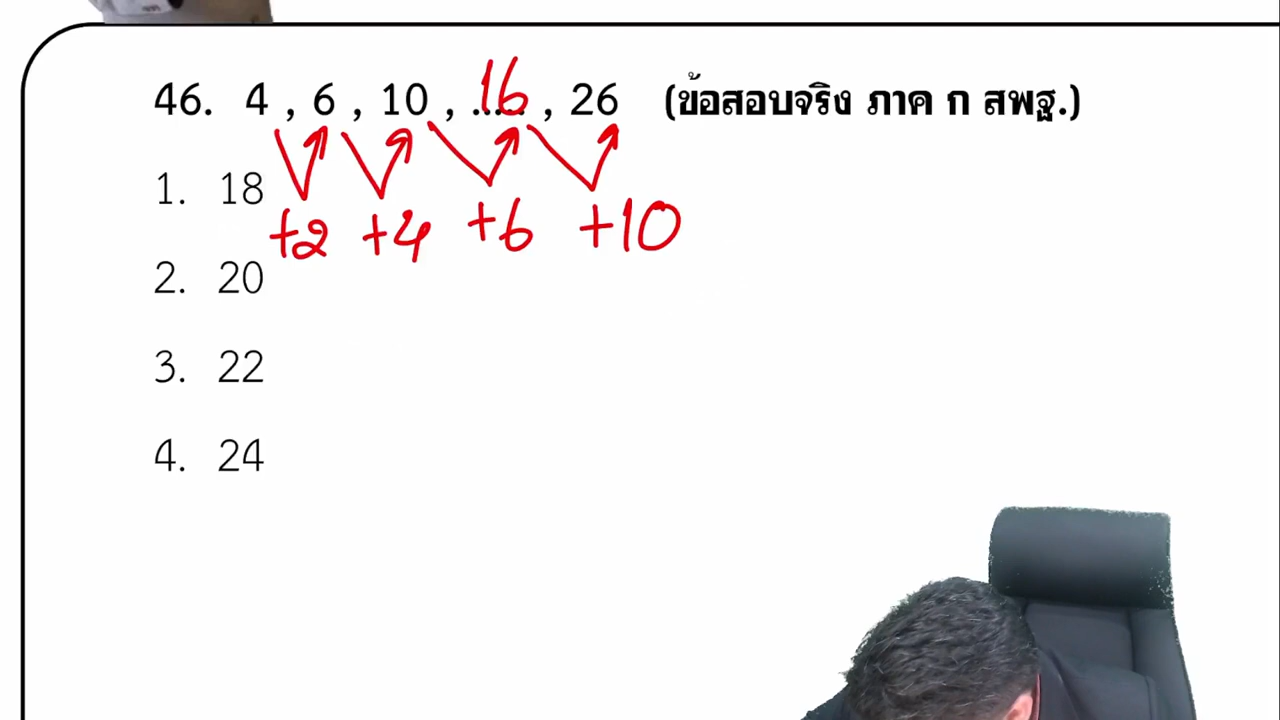 46. 4 , 6 , 10 , .16. , 26 (ข้อสอบจริง ภาค ก สพฐ.)
+2 +4 +6 +10
1. 18
2. 20
3. 22
4. 24